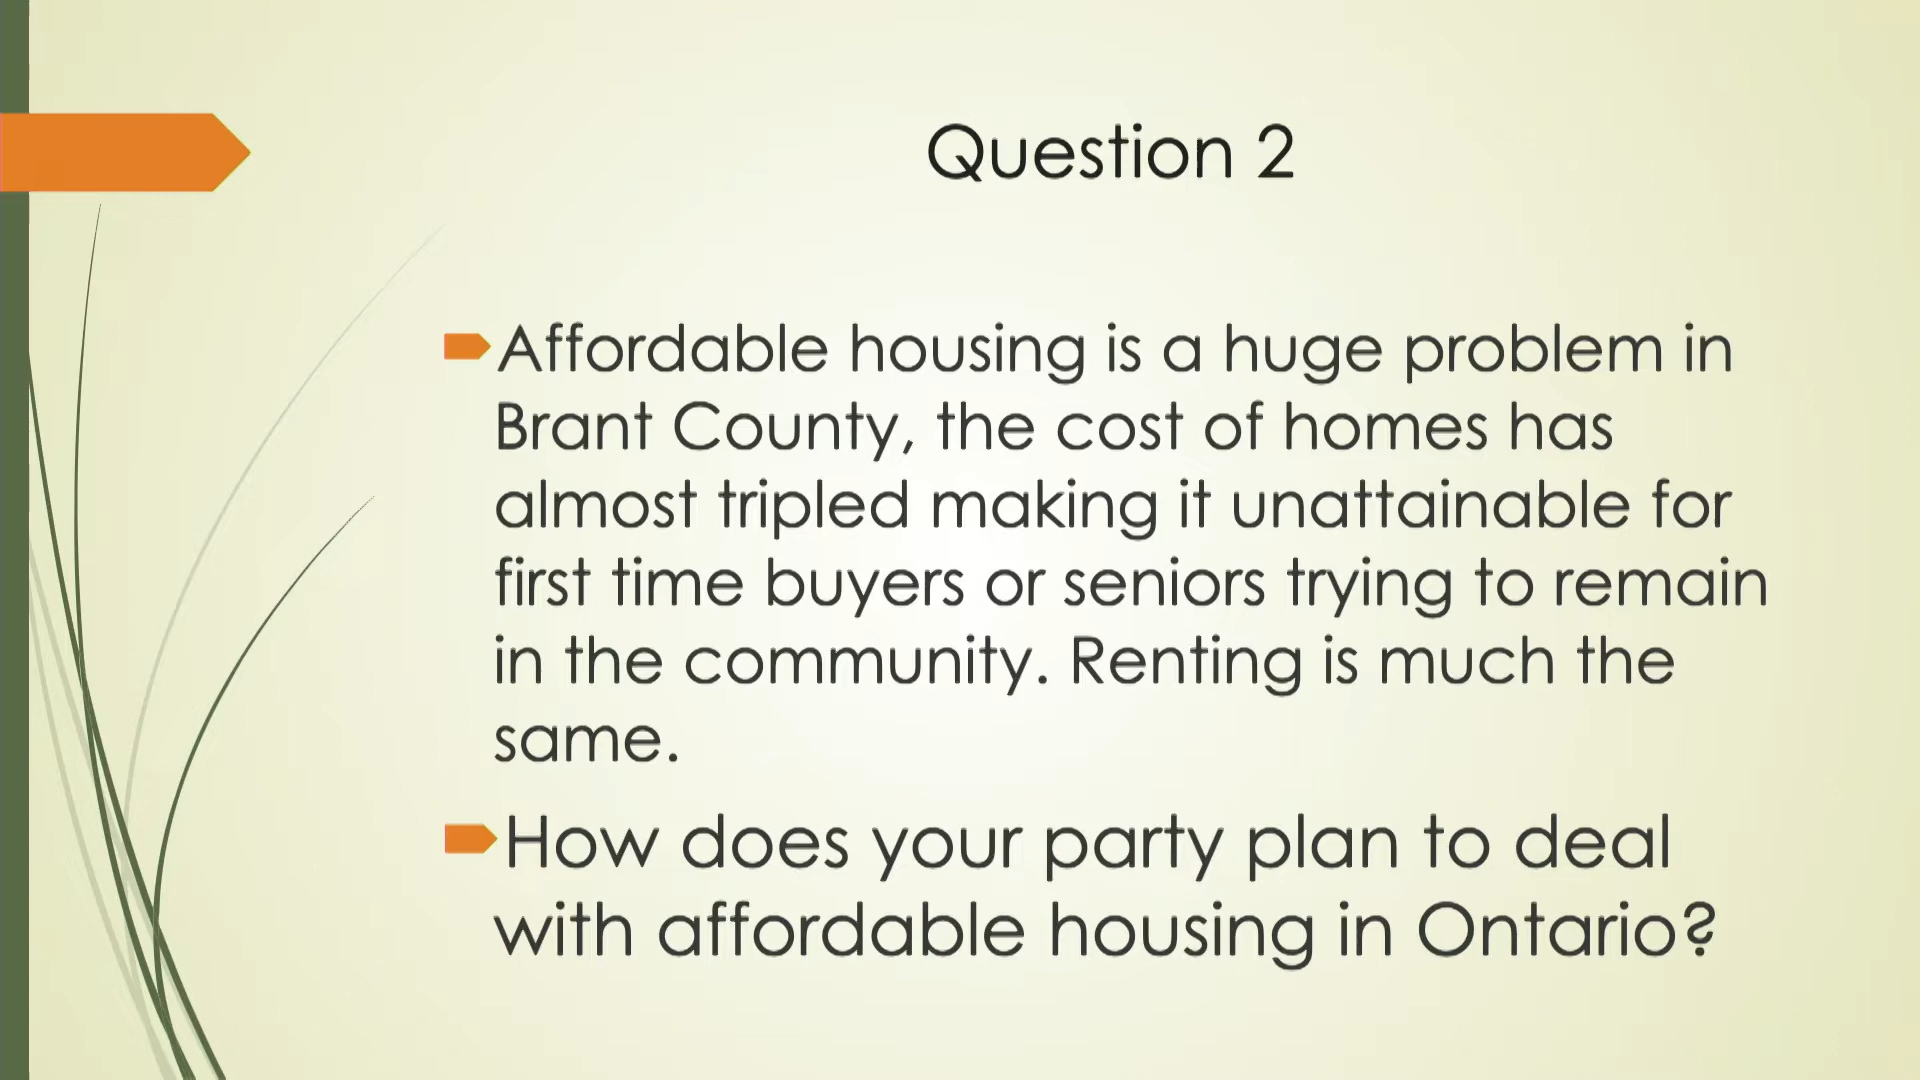 Question 2
Affordable housing is a huge problem in
Brant County, the cost of homes has
almost tripled making it unattainable for
first time buyers or seniors trying to remain
in the community. Renting is much the
same.
How does your party plan to deal
with affordable housing in Ontario?